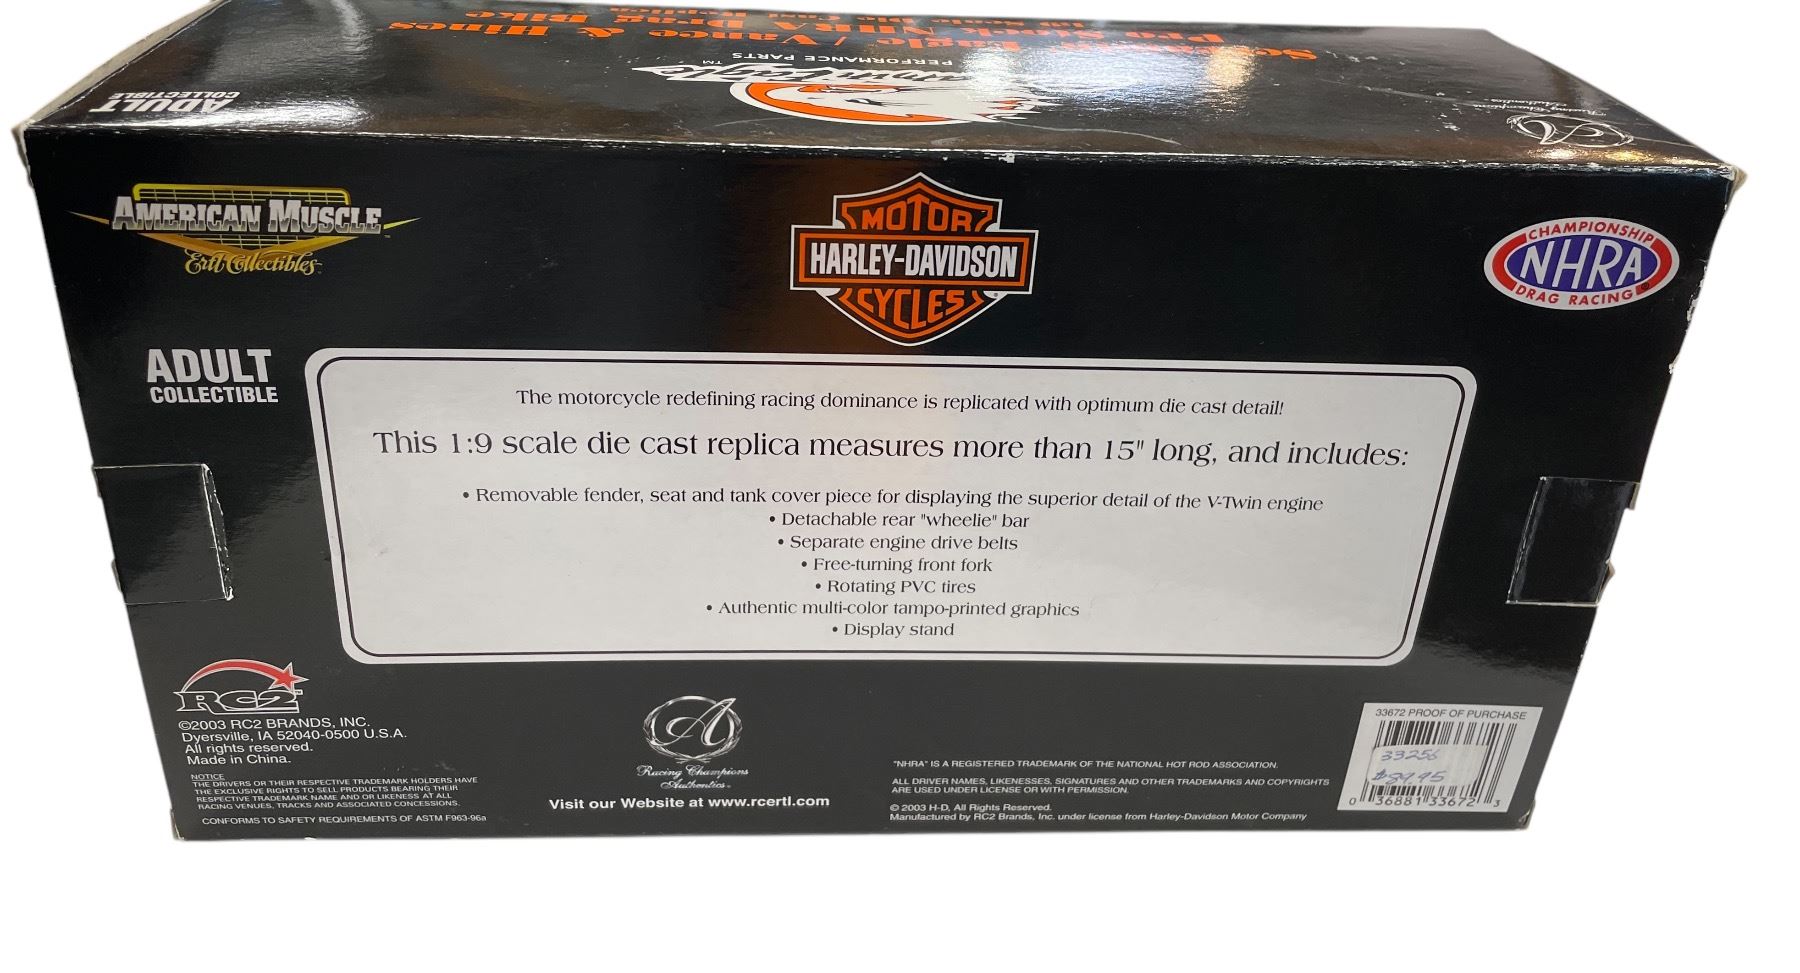 Screamin' Eagle / Vance & Hines
Pro Stock NHRA Drag Bike
1:9 Scale Die Cast Replica
PERFORMANCE PARTS ™
ADULT
COLLECTIBLE
AMERICAN MUSCLE
Ertl Collectibles
MOTOR
HARLEY-DAVIDSON
CYCLES
CHAMPIONSHIP
NHRA
DRAG RACING
ADULT
COLLECTIBLE
The motorcycle redefining racing dominance is replicated with optimum die cast detail!
This 1:9 scale die cast replica measures more than 15" long, and includes:
• Removable fender, seat and tank cover piece for displaying the superior detail of the V-Twin engine
• Detachable rear "wheelie" bar
• Separate engine drive belts
• Free-turning front fork
• Rotating PVC tires
• Authentic multi-color tampo-printed graphics
• Display stand
RC2
©2003 RC2 BRANDS, INC.
Dyersville, IA 52040-0500 U.S.A.
All rights reserved.
Made in China.
NOTICE
THE DRIVERS OR THEIR RESPECTIVE TRADEMARK HOLDERS HAVE
THE EXCLUSIVE RIGHTS TO SELL PRODUCTS BEARING THEIR
RESPECTIVE TRADEMARK NAME AND OR LIKENESS AT ALL
RACING VENUES, TRACKS AND ASSOCIATED CONCESSIONS.
CONFORMS TO SAFETY REQUIREMENTS OF ASTM F963-96a
A
Racing Champions
Authentics
Visit our Website at www.rcertl.com
"NHRA" IS A REGISTERED TRADEMARK OF THE NATIONAL HOT ROD ASSOCIATION.
ALL DRIVER NAMES, LIKENESSES, SIGNATURES AND OTHER TRADEMARKS AND COPYRIGHTS
ARE USED UNDER LICENSE OR WITH PERMISSION.
© 2003 H-D, All Rights Reserved.
Manufactured by RC2 Brands, Inc. under license from Harley-Davidson Motor Company
33672 PROOF OF PURCHASE
33256
$89.95
0 36881 33672 3